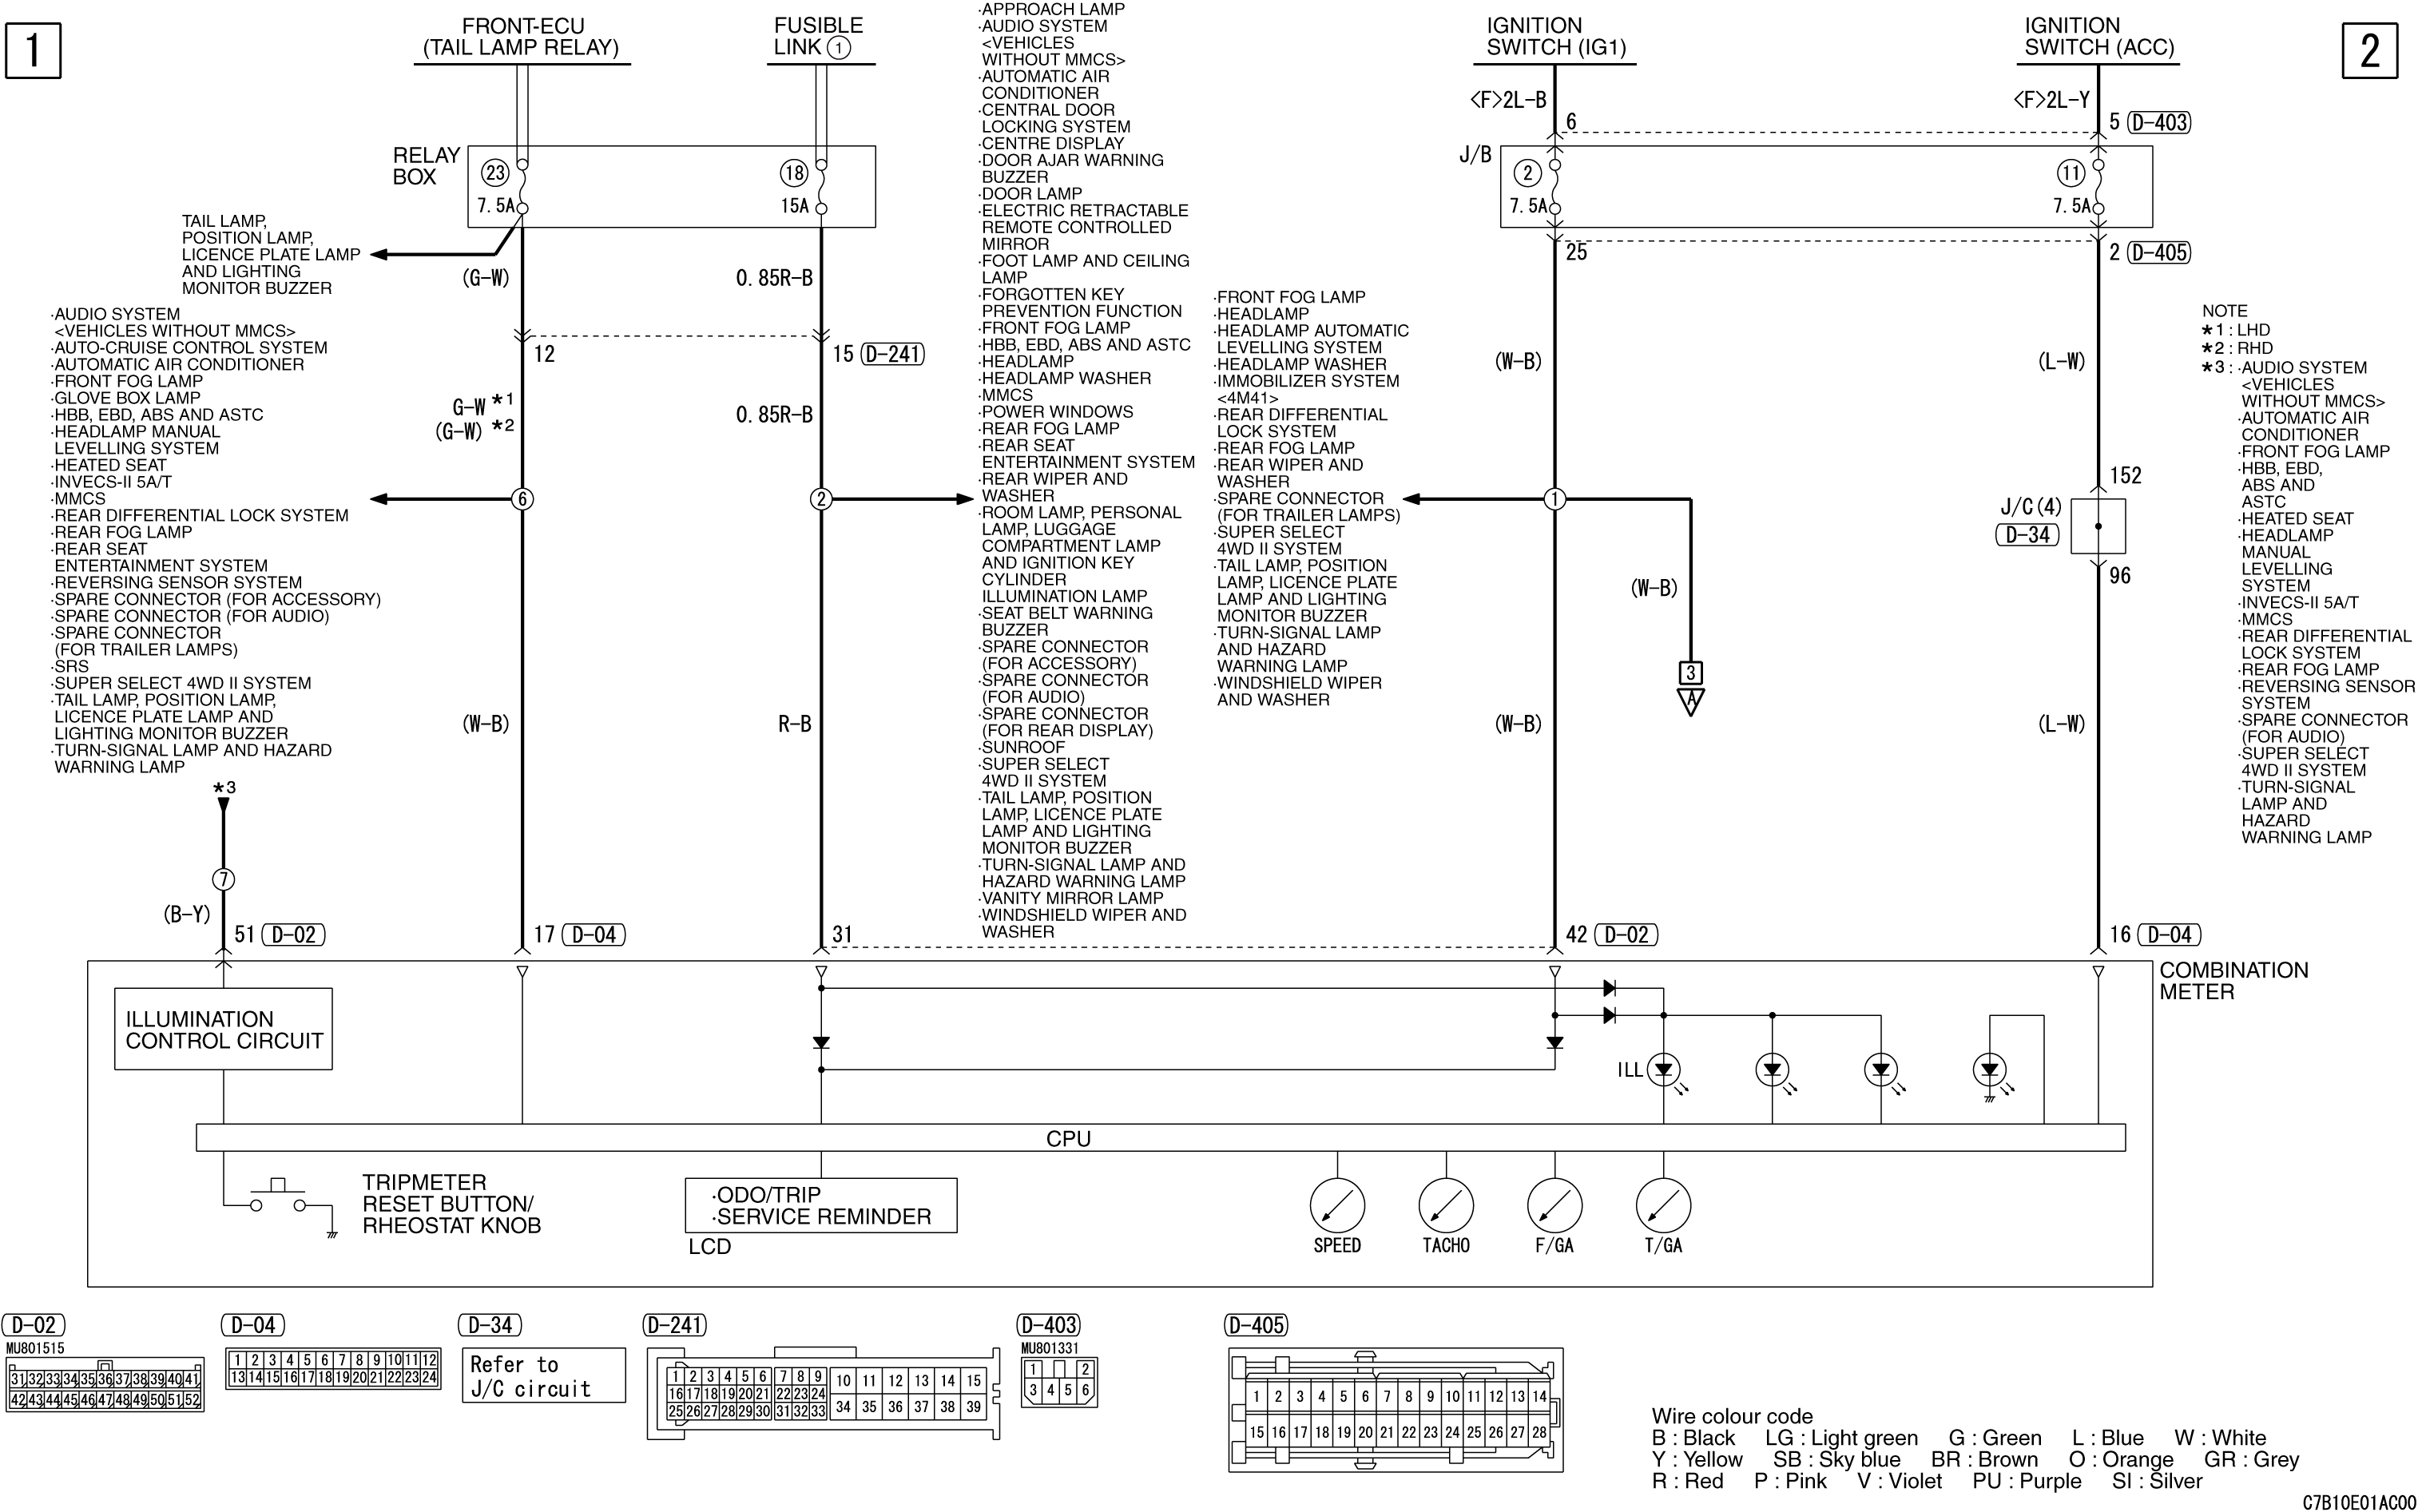 1
FRONT-ECU
(TAIL LAMP RELAY)
FUSIBLE
LINK 1
IGNITION
SWITCH (IG1)
IGNITION
SWITCH (ACC)
2
<F>2L-B
<F>2L-Y
6
5 D-403
RELAY
BOX
23
7.5A
18
15A
J/B
2
7.5A
11
7.5A
25
2 D-405
TAIL LAMP,
POSITION LAMP,
LICENCE PLATE LAMP
AND LIGHTING
MONITOR BUZZER
(G-W)
0.85R-B
12
15 D-241
G-W *1
(G-W) *2
0.85R-B
(W-B)
(L-W)
·AUDIO SYSTEM
<VEHICLES WITHOUT MMCS>
·AUTO-CRUISE CONTROL SYSTEM
·AUTOMATIC AIR CONDITIONER
·FRONT FOG LAMP
·GLOVE BOX LAMP
·HBB, EBD, ABS AND ASTC
·HEADLAMP MANUAL
LEVELLING SYSTEM
·HEATED SEAT
·INVECS-II 5A/T
·MMCS
·REAR DIFFERENTIAL LOCK SYSTEM
·REAR FOG LAMP
·REAR SEAT
ENTERTAINMENT SYSTEM
·REVERSING SENSOR SYSTEM
·SPARE CONNECTOR (FOR ACCESSORY)
·SPARE CONNECTOR (FOR AUDIO)
·SPARE CONNECTOR
(FOR TRAILER LAMPS)
·SRS
·SUPER SELECT 4WD II SYSTEM
·TAIL LAMP, POSITION LAMP,
LICENCE PLATE LAMP AND
LIGHTING MONITOR BUZZER
·TURN-SIGNAL LAMP AND HAZARD
WARNING LAMP
6
2
·APPROACH LAMP
·AUDIO SYSTEM
<VEHICLES
WITHOUT MMCS>
·AUTOMATIC AIR
CONDITIONER
·CENTRAL DOOR
LOCKING SYSTEM
·CENTRE DISPLAY
·DOOR AJAR WARNING
BUZZER
·DOOR LAMP
·ELECTRIC RETRACTABLE
REMOTE CONTROLLED
MIRROR
·FOOT LAMP AND CEILING
LAMP
·FORGOTTEN KEY
PREVENTION FUNCTION
·FRONT FOG LAMP
·HBB, EBD, ABS AND ASTC
·HEADLAMP
·HEADLAMP WASHER
·MMCS
·POWER WINDOWS
·REAR FOG LAMP
·REAR SEAT
ENTERTAINMENT SYSTEM
·REAR WIPER AND
WASHER
·ROOM LAMP, PERSONAL
LAMP, LUGGAGE
COMPARTMENT LAMP
AND IGNITION KEY
CYLINDER
ILLUMINATION LAMP
·SEAT BELT WARNING
BUZZER
·SPARE CONNECTOR
(FOR ACCESSORY)
·SPARE CONNECTOR
(FOR AUDIO)
·SPARE CONNECTOR
(FOR REAR DISPLAY)
·SUNROOF
·SUPER SELECT
4WD II SYSTEM
·TAIL LAMP, POSITION
LAMP, LICENCE PLATE
LAMP AND LIGHTING
MONITOR BUZZER
·TURN-SIGNAL LAMP AND
HAZARD WARNING LAMP
·VANITY MIRROR LAMP
·WINDSHIELD WIPER AND
WASHER
·FRONT FOG LAMP
·HEADLAMP
·HEADLAMP AUTOMATIC
LEVELLING SYSTEM
·HEADLAMP WASHER
·IMMOBILIZER SYSTEM
<4M41>
·REAR DIFFERENTIAL
LOCK SYSTEM
·REAR FOG LAMP
·REAR WIPER AND
WASHER
·SPARE CONNECTOR
(FOR TRAILER LAMPS)
·SUPER SELECT
4WD II SYSTEM
·TAIL LAMP, POSITION
LAMP, LICENCE PLATE
LAMP AND LIGHTING
MONITOR BUZZER
·TURN-SIGNAL LAMP
AND HAZARD
WARNING LAMP
·WINDSHIELD WIPER
AND WASHER
1
(W-B)
3
A
152
J/C(4)
D-34
96
NOTE
*1 : LHD
*2 : RHD
*3 : ·AUDIO SYSTEM
<VEHICLES
WITHOUT MMCS>
·AUTOMATIC AIR
CONDITIONER
·FRONT FOG LAMP
·HBB, EBD,
ABS AND
ASTC
·HEATED SEAT
·HEADLAMP
MANUAL
LEVELLING
SYSTEM
·INVECS-II 5A/T
·MMCS
·REAR DIFFERENTIAL
LOCK SYSTEM
·REAR FOG LAMP
·REVERSING SENSOR
SYSTEM
·SPARE CONNECTOR
(FOR AUDIO)
·SUPER SELECT
4WD II SYSTEM
·TURN-SIGNAL
LAMP AND
HAZARD
WARNING LAMP
(W-B)
R-B
(W-B)
(L-W)
*3
7
(B-Y)
51 D-02
17 D-04
31
42 D-02
16 D-04
COMBINATION
METER
ILLUMINATION
CONTROL CIRCUIT
ILL
CPU
TRIPMETER
RESET BUTTON/
RHEOSTAT KNOB
·ODO/TRIP
·SERVICE REMINDER
LCD
SPEED
TACHO
F/GA
T/GA
D-02
MU801515
31 32 33 34 35 36 37 38 39 40 41
42 43 44 45 46 47 48 49 50 51 52
D-04
1 2 3 4 5 6 7 8 9 10 11 12
13 14 15 16 17 18 19 20 21 22 23 24
D-34
Refer to
J/C circuit
D-241
1 2 3 4 5 6 7 8 9 10 11 12 13 14 15
16 17 18 19 20 21 22 23 24
25 26 27 28 29 30 31 32 33 34 35 36 37 38 39
D-403
MU801331
1 2
3 4 5 6
D-405
1 2 3 4 5 6 7 8 9 10 11 12 13 14
15 16 17 18 19 20 21 22 23 24 25 26 27 28
Wire colour code
B : Black LG : Light green G : Green L : Blue W : White
Y : Yellow SB : Sky blue BR : Brown O : Orange GR : Grey
R : Red P : Pink V : Violet PU : Purple SI : Silver
C7B10E01AC00